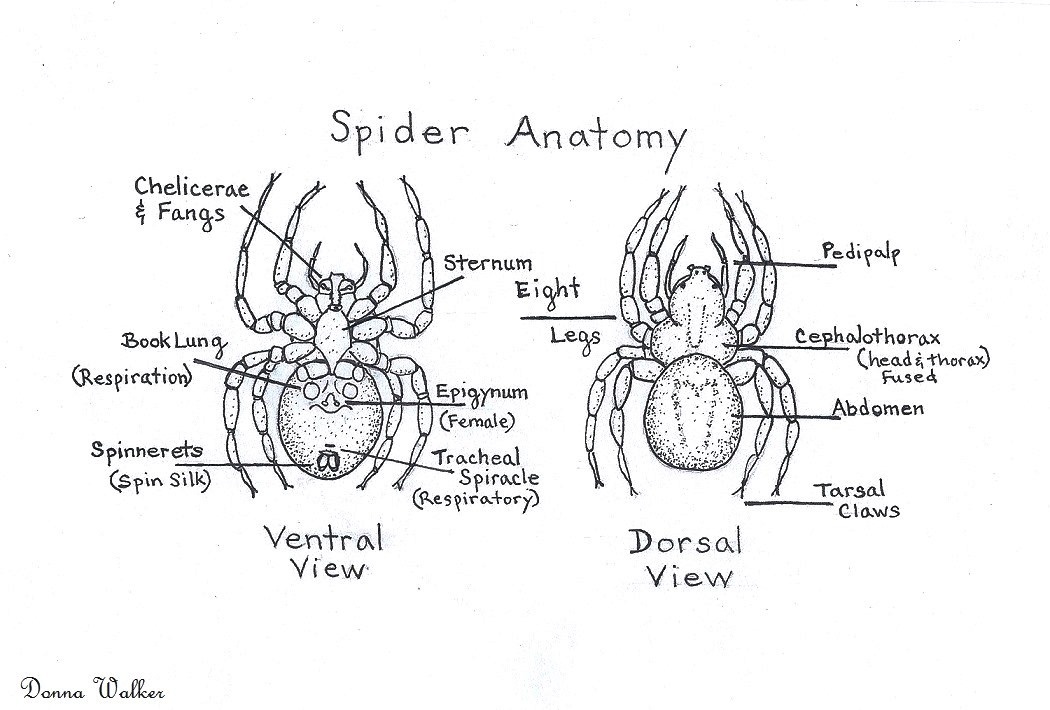 Spider Anatomy
Chelicerae
& Fangs
Sternum
Book Lung
(Respiration)
Epigynum
(Female)
Spinnerets
(Spin Silk)
Tracheal
Spiracle
(Respiratory)
Ventral
View
Eight
Legs
Pedipalp
Cephalothorax
(head & thorax)
Fused
Abdomen
Tarsal
Claws
Dorsal
View
Donna Walker